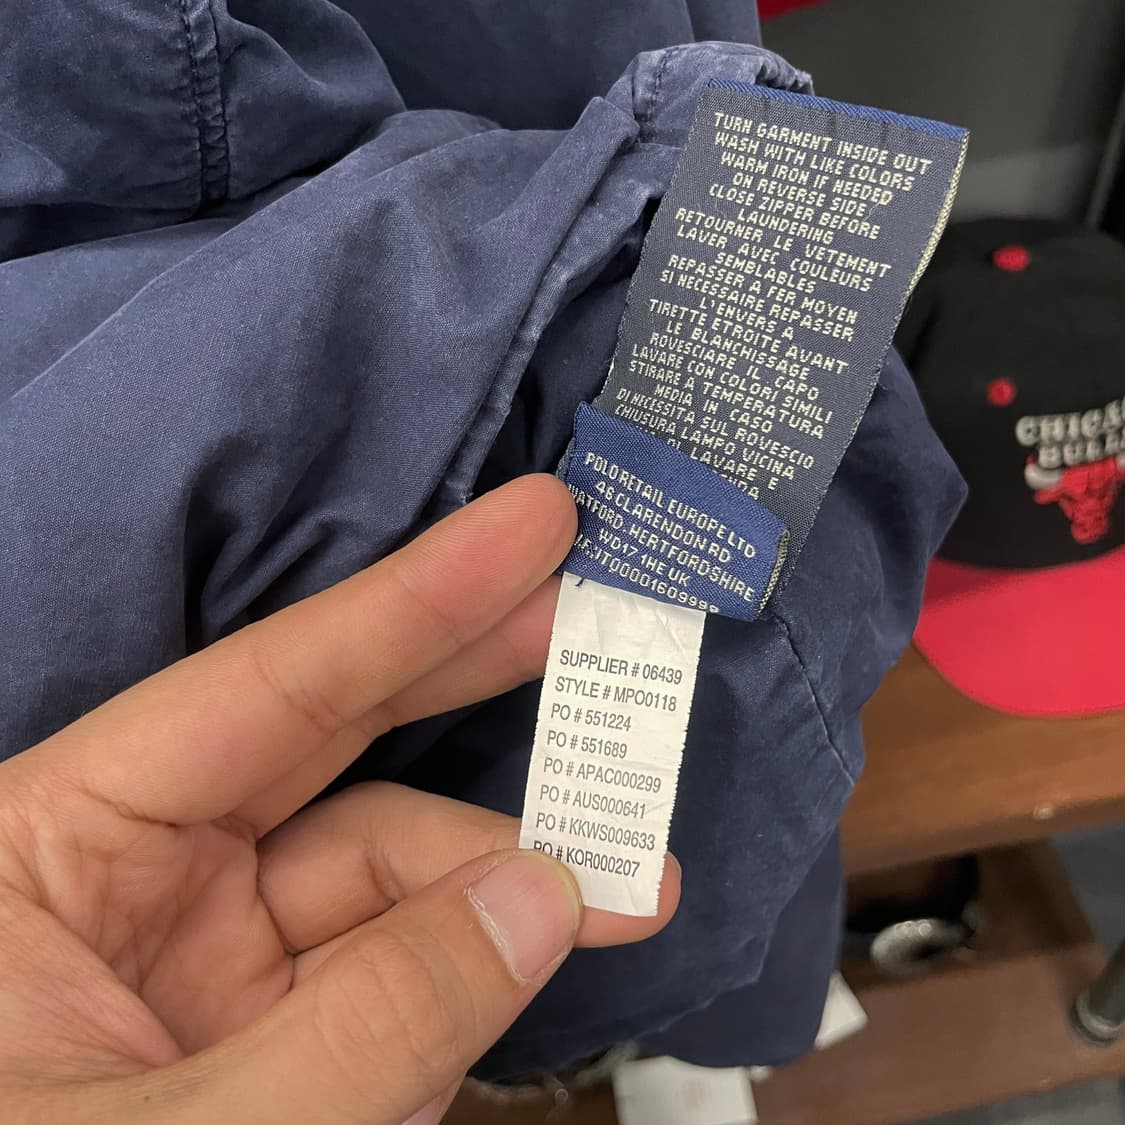 TURN GARMENT INSIDE OUT
WASH WITH LIKE COLORS
WARM IRON IF NEEDED
ON REVERSE SIDE
CLOSE ZIPPER BEFORE
LAUNDERING
RETOURNER LE VETEMENT
LAVER AVEC COULEURS
SEMBLABLES
REPASSER A FER MOYEN
SI NECESSAIRE REPASSER
L'ENVERS A
TIRETTE ETROITE AVANT
LE BLANCHISSAGE
ROVESCIARE IL CAPO
LAVARE CON COLORI SIMILI
STIRARE A TEMPERATURA
MEDIA IN CASO
DI NECESSITA SUL ROVESCIO
CHIUSURA LAMPO VICINA
DI LAVARE E
POLO RETAIL EUROPE LTD
46 CLARENDON RD
WATFORD, HERTFORDSHIRE
WD17 1HE UK
IT00001609999
SUPPLIER # 06439
STYLE # MPO0118
PO # 551224
PO # 551689
PO # APAC000299
PO # AUS000641
PO # KKWS009633
PO # KOR000207
CHICAGO
BULLS